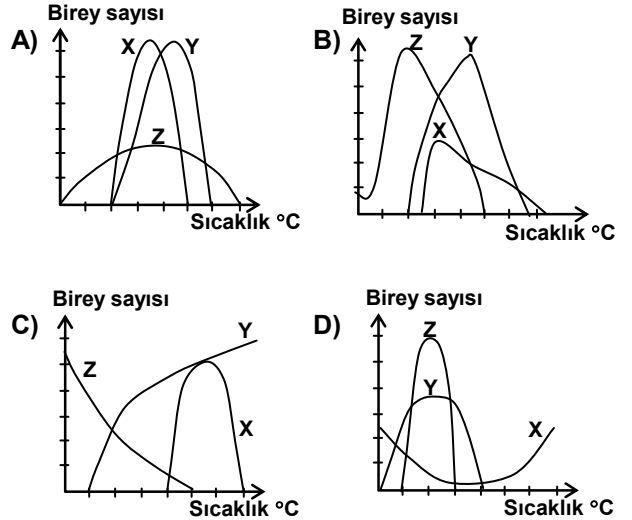 A)
Birey sayısı
X
Y
Z
Sıcaklık °C
B)
Birey sayısı
Z
Y
X
Sıcaklık °C
C)
Birey sayısı
Z
Y
X
Sıcaklık °C
D)
Birey sayısı
Z
Y
X
Sıcaklık °C